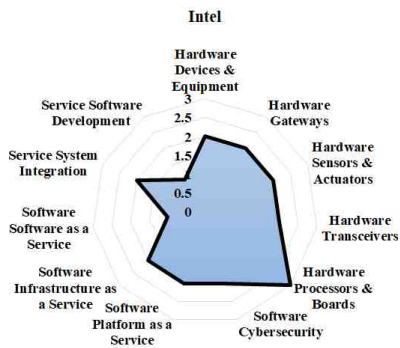 Intel
Hardware
Devices &
Equipment
Hardware
Gateways
Hardware
Sensors &
Actuators
Hardware
Transceivers
Hardware
Processors &
Boards
Software
Cybersecurity
Software
Platform as a
Service
Software
Infrastructure as
a Service
Software
Software as a
Service
Service System
Integration
Service Software
Development
3
2.5
2
1.5
1
0.5
0